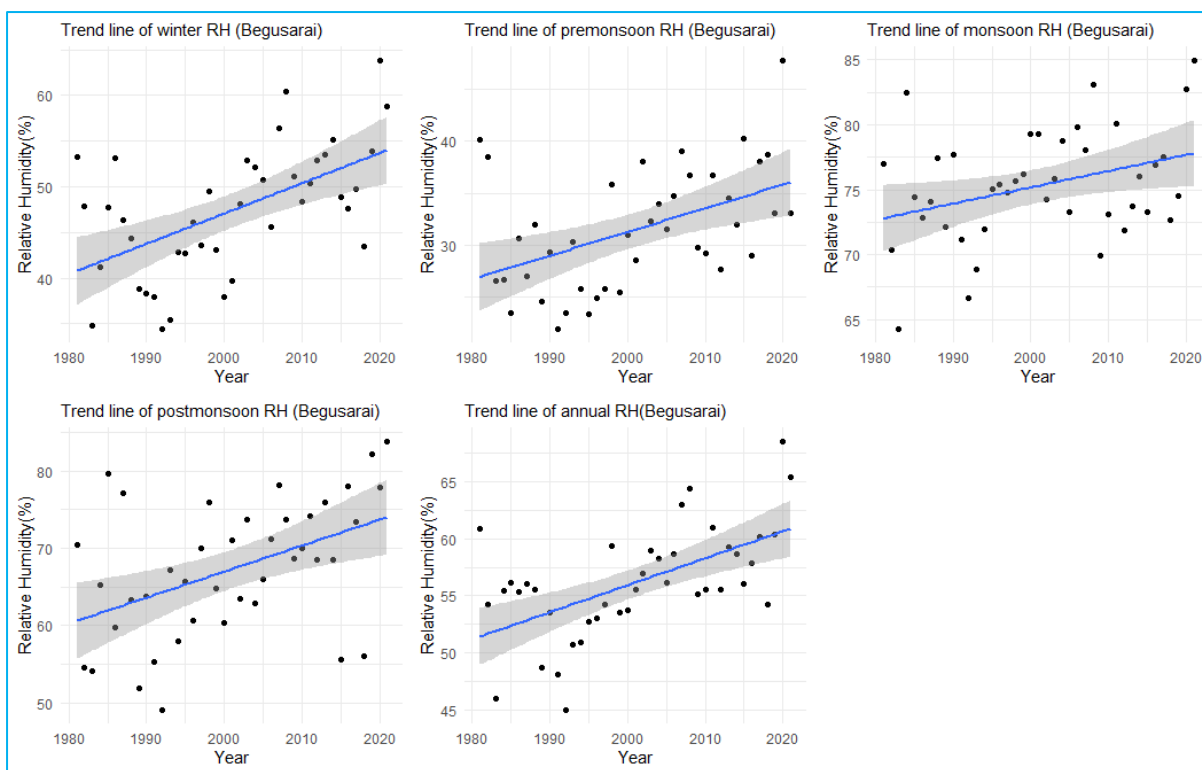 Trend line of winter RH (Begusarai)
Relative Humidity(%)
60
50
40
1980
1990
2000
2010
2020
Year
Trend line of premonsoon RH (Begusarai)
Relative Humidity(%)
40
30
1980
1990
2000
2010
2020
Year
Trend line of monsoon RH (Begusarai)
Relative Humidity(%)
85
80
75
70
65
1980
1990
2000
2010
2020
Year
Trend line of postmonsoon RH (Begusarai)
Relative Humidity(%)
80
70
60
50
1980
1990
2000
2010
2020
Year
Trend line of annual RH(Begusarai)
Relative Humidity(%)
65
60
55
50
45
1980
1990
2000
2010
2020
Year